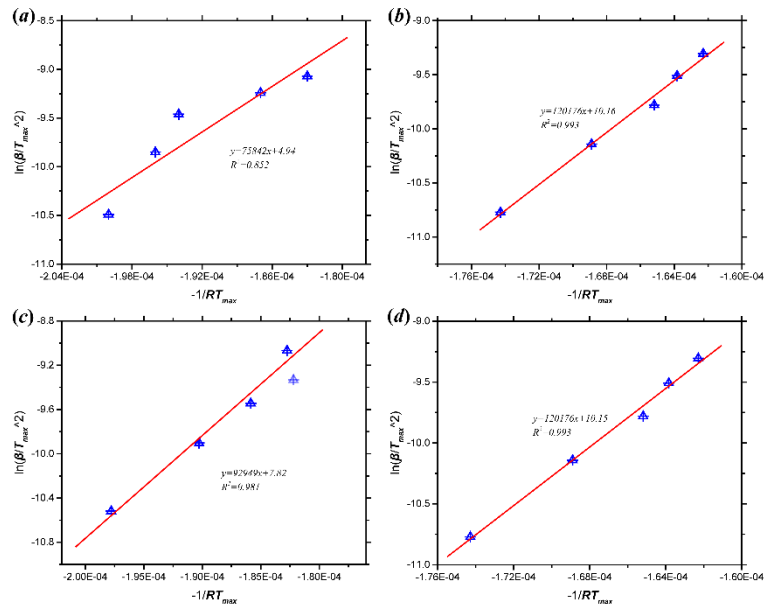 (a)
-8.5
-9.0
-9.5
-10.0
-10.5
-11.0
ln(β/Tmax^2)
y=75842x+4.94
R =0.852
-2.04E-04 -1.98E-04 -1.92E-04 -1.86E-04 -1.80E-04
-1/RTmax
(b)
-9.0
-9.5
-10.0
-10.5
-11.0
ln(β/Tmax^2)
y=120176x+10.16
R²=0.993
-1.76E-04 -1.72E-04 -1.68E-04 -1.64E-04 -1.60E-04
-1/RTmax
(c)
-8.8
-9.2
-9.6
-10.0
-10.4
-10.8
ln(β/Tmax^2)
y=92949x+7.82
R²=0.981
-2.00E-04 -1.95E-04 -1.90E-04 -1.85E-04 -1.80E-04
-1/RTmax
(d)
-9.0
-9.5
-10.0
-10.5
-11.0
ln(β/Tmax^2)
y=120176x+10.15
R² 0.993
-1.76E-04 -1.72E-04 -1.68E-04 -1.64E-04 -1.60E-04
-1/RTmax